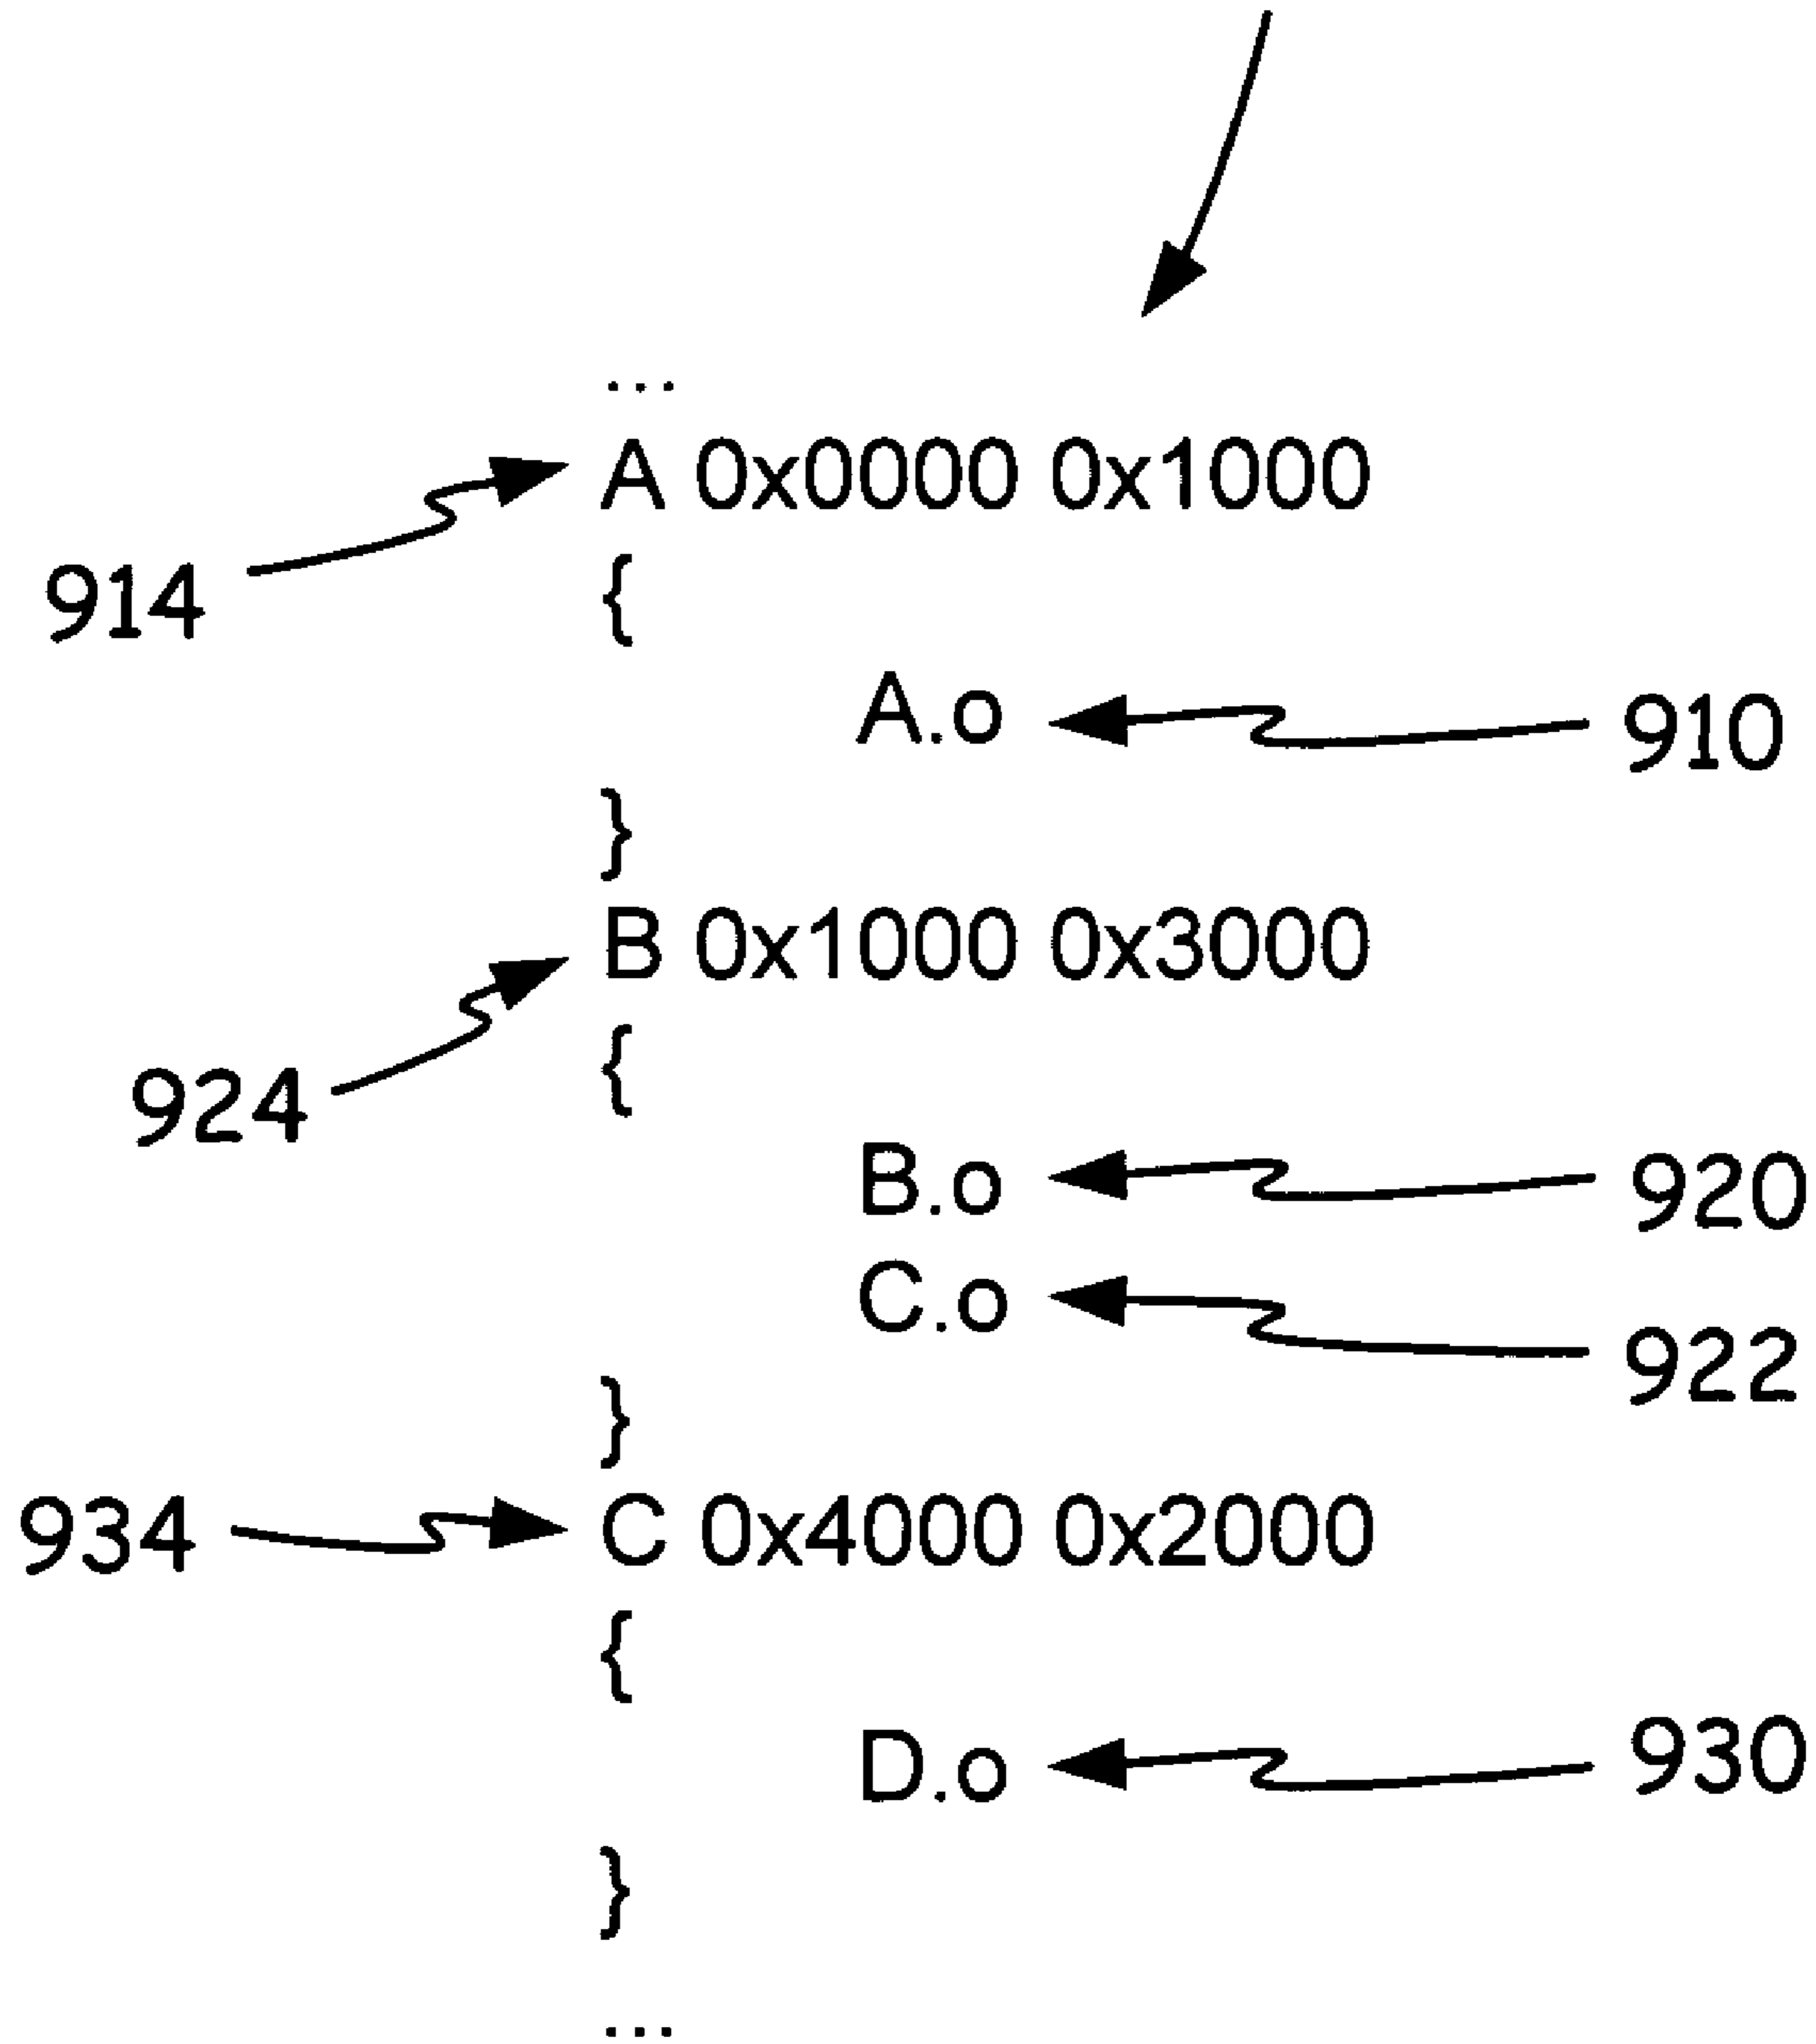 ...
A 0x0000 0x1000
914
{
A.o 910
}
B 0x1000 0x3000
{
924
B.o 920
C.o
922
}
934 C 0x4000 0x2000
{
D.o 930
}
...